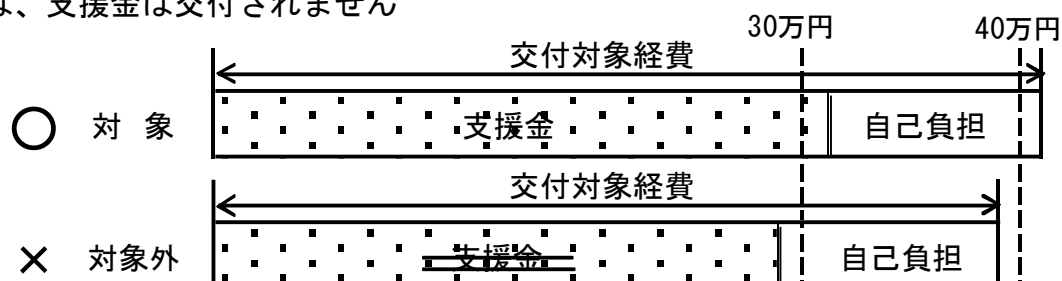 は、支援金は交付されません
30万円 40万円
交付対象経費
○ 対 象 支援金 自己負担
交付対象経費
× 対象外 支援金 自己負担